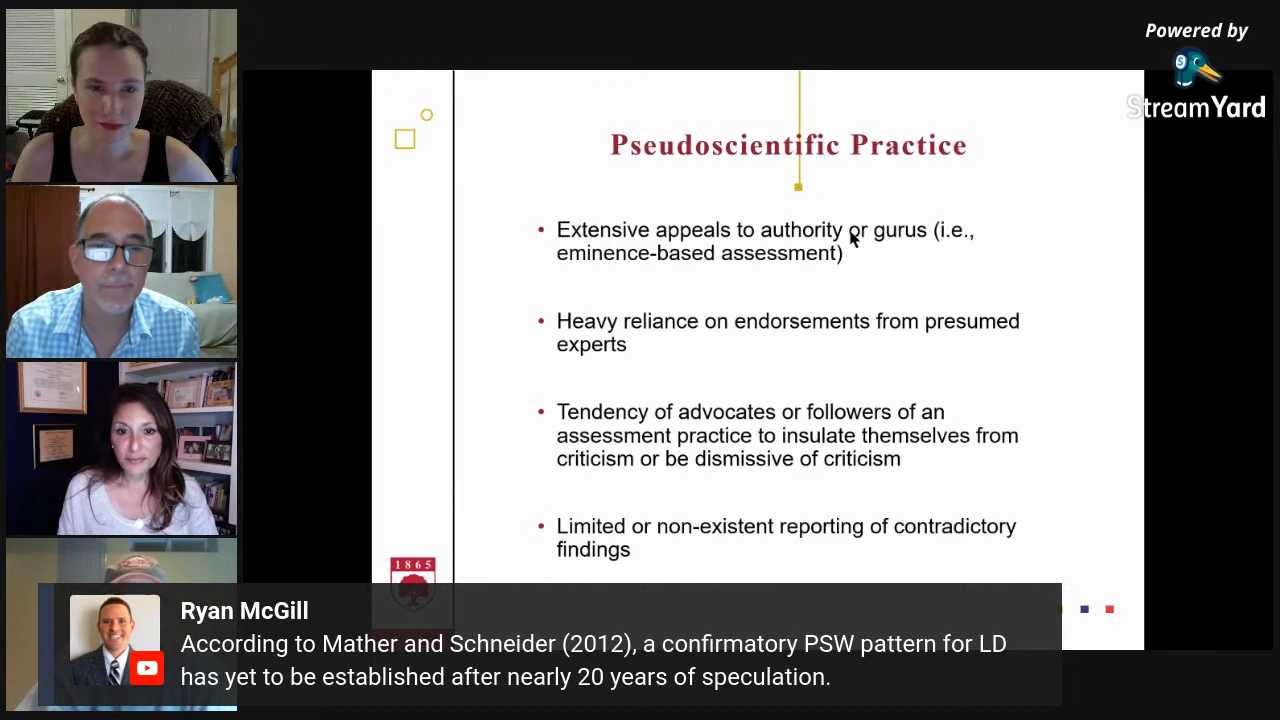 Powered by
StreamYard
Pseudoscientific Practice
• Extensive appeals to authority or gurus (i.e.,
eminence-based assessment)
• Heavy reliance on endorsements from presumed
experts
• Tendency of advocates or followers of an
assessment practice to insulate themselves from
criticism or be dismissive of criticism
• Limited or non-existent reporting of contradictory
findings
1865
Ryan McGill
According to Mather and Schneider (2012), a confirmatory PSW pattern for LD
has yet to be established after nearly 20 years of speculation.